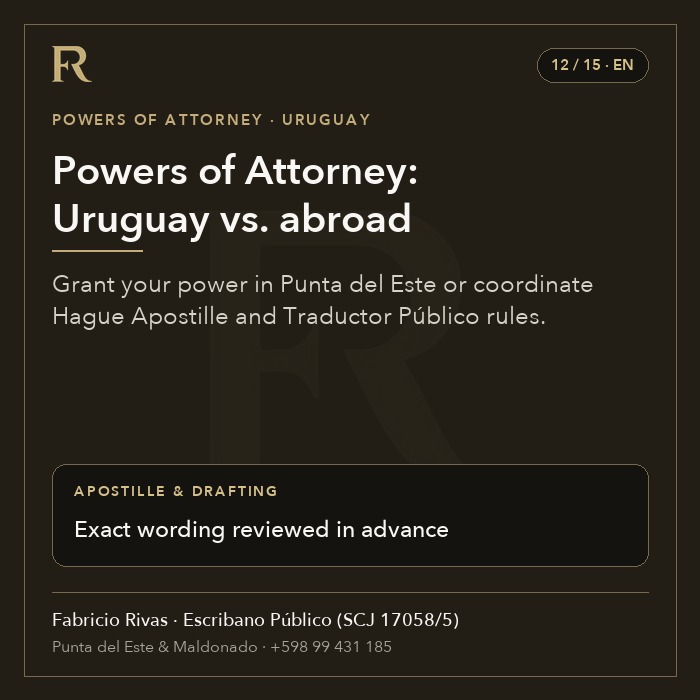 R
12 / 15 · EN
POWERS OF ATTORNEY · URUGUAY
Powers of Attorney:
Uruguay vs. abroad
Grant your power in Punta del Este or coordinate
Hague Apostille and Traductor Público rules.
APOSTILLE & DRAFTING
Exact wording reviewed in advance
Fabricio Rivas · Escribano Público (SCJ 17058/5)
Punta del Este & Maldonado · +598 99 431 185